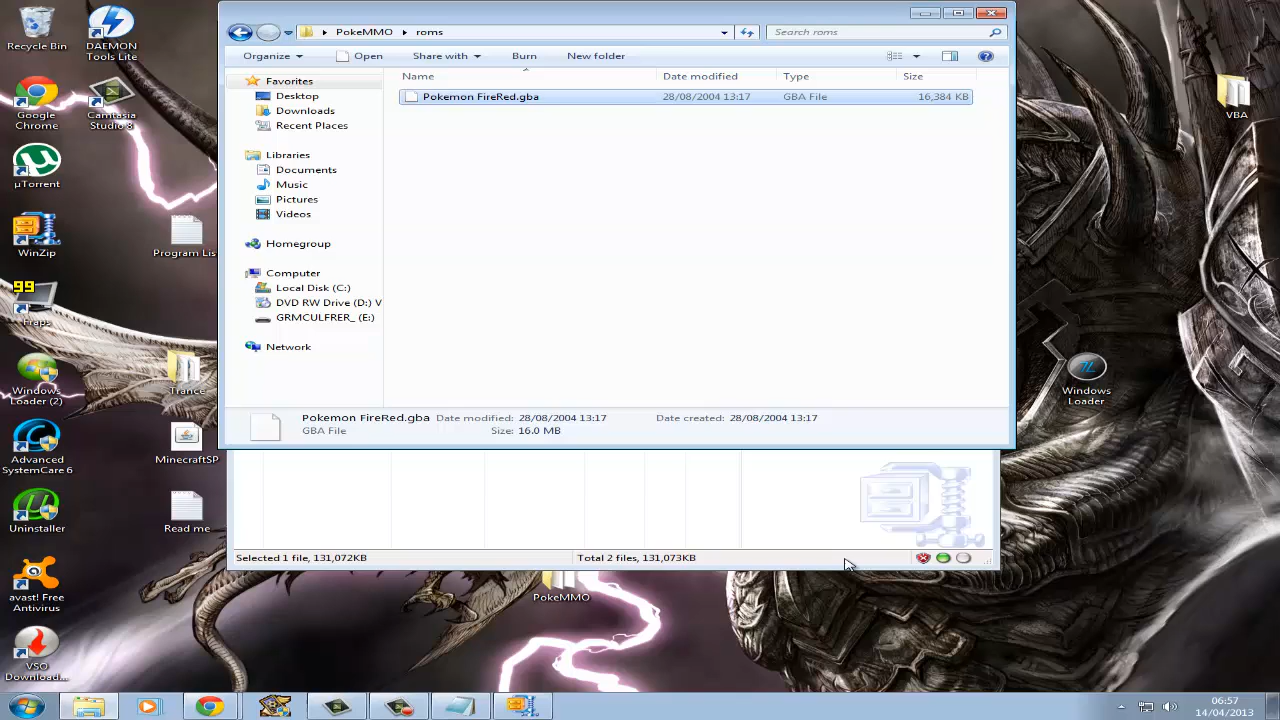 Recycle Bin
DAEMON
Tools Lite
Google
Chrome
Camtasia
Studio 8
µTorrent
WinZip
Program Lis
99
Fraps
Windows
Loader (2)
Trance
Advanced
SystemCare 6
MinecraftSP
Uninstaller
Read me
avast! Free
Antivirus
VSO
Download...
PokeMMO
VBA
Windows
Loader
PokeMMO roms
Search roms
Organize Open Share with Burn New folder
Name Date modified Type Size
Pokemon FireRed.gba 28/08/2004 13:17 GBA File 16,384 KB
Favorites
Desktop
Downloads
Recent Places
Libraries
Documents
Music
Pictures
Videos
Homegroup
Computer
Local Disk (C:)
DVD RW Drive (D:) V
GRMCULFRER_ (E:)
Network
Pokemon FireRed.gba Date modified: 28/08/2004 13:17 Date created: 28/08/2004 13:17
GBA File Size: 16.0 MB
Selected 1 file, 131,072KB Total 2 files, 131,073KB
06:57
14/04/2013